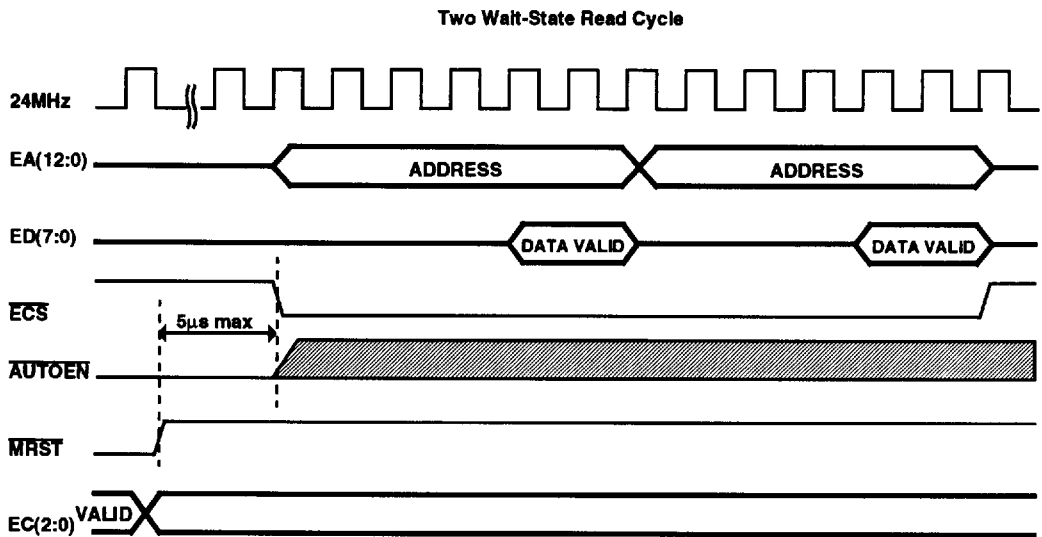 Two Wait-State Read Cycle
24MHz
EA(12:0) ADDRESS ADDRESS
ED(7:0) DATA VALID DATA VALID
ECS
5μs max
AUTOEN
MRST
EC(2:0) VALID